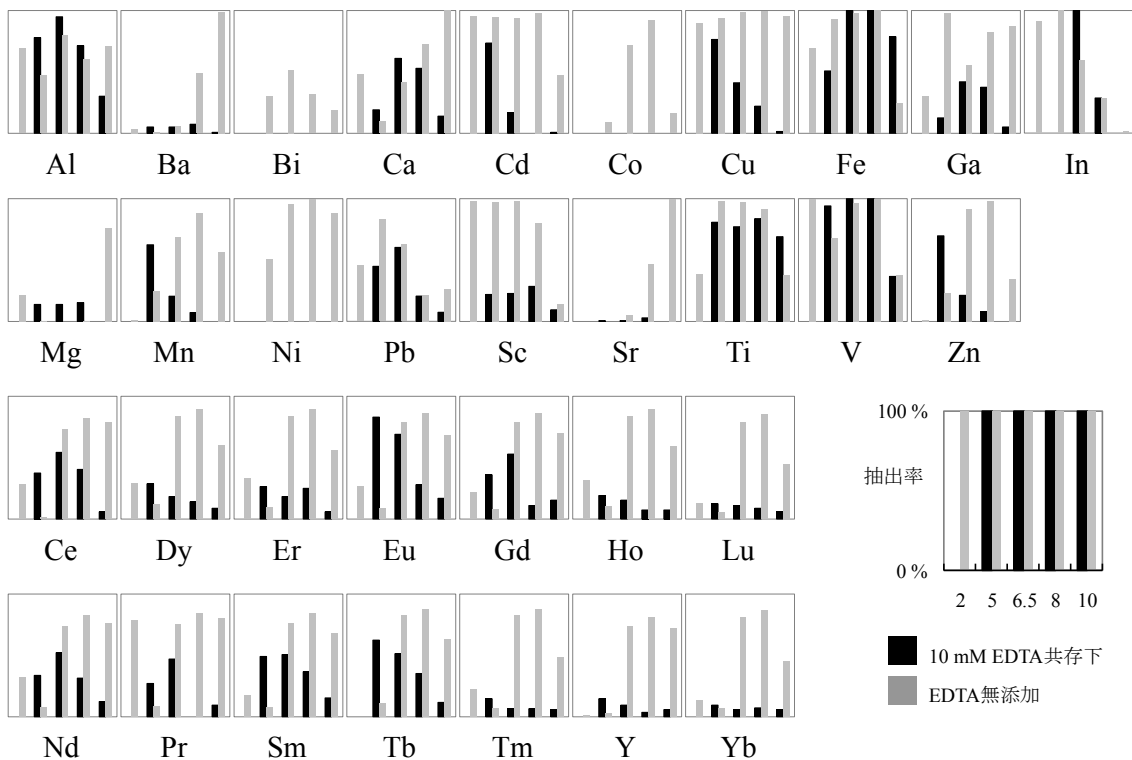 Al Ba Bi Ca Cd Co Cu Fe Ga In
Mg Mn Ni Pb Sc Sr Ti V Zn
Ce Dy Er Eu Gd Ho Lu
Nd Pr Sm Tb Tm Y Yb
100 %
抽出率
0 %
2 5 6.5 8 10
10 mM EDTA共存下
EDTA無添加